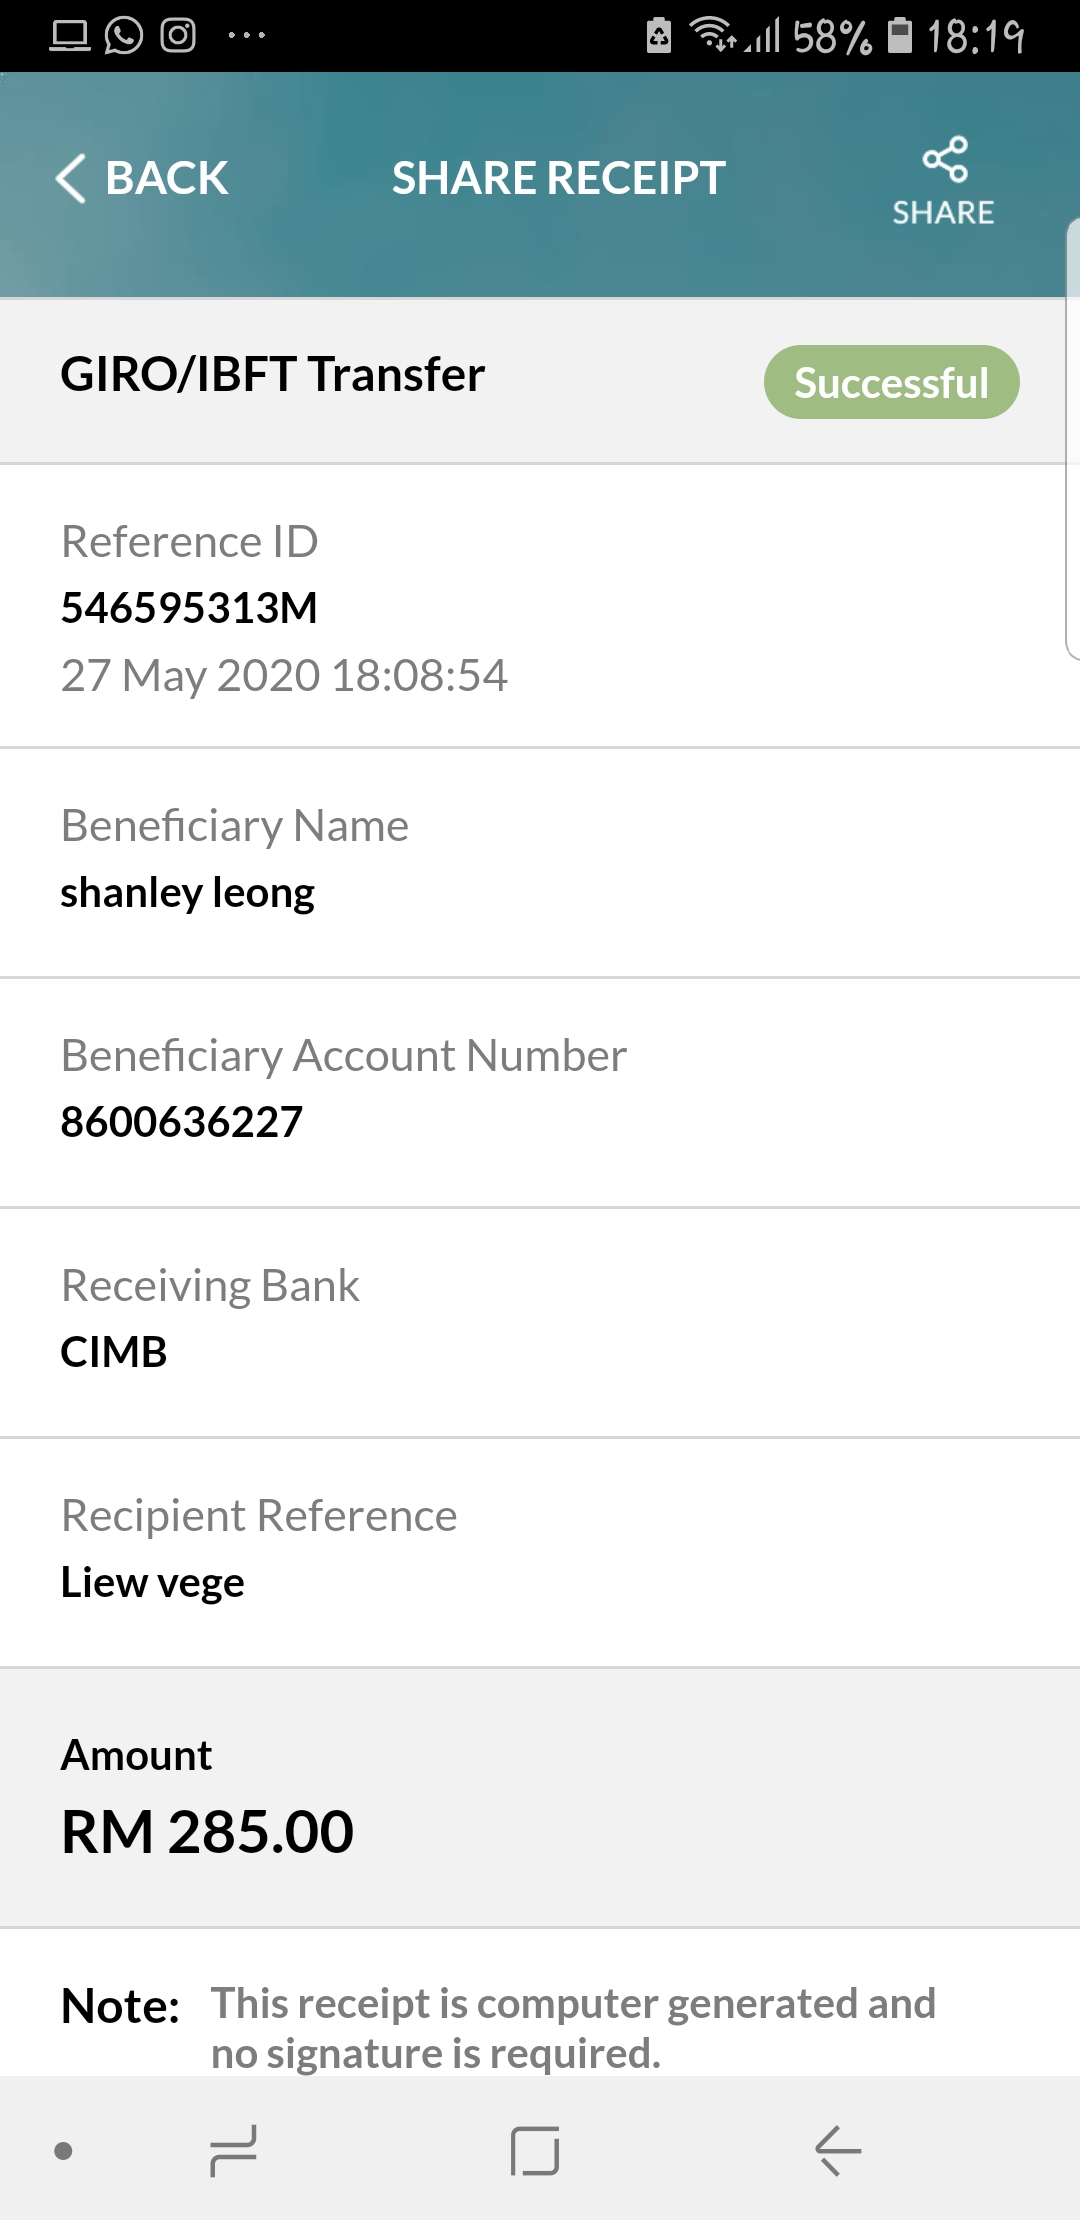 58% 18:19
BACK
SHARE RECEIPT
SHARE
GIRO/IBFT Transfer
Successful
Reference ID
546595313M
27 May 2020 18:08:54
Beneficiary Name
shanley leong
Beneficiary Account Number
8600636227
Receiving Bank
CIMB
Recipient Reference
Liew vege
Amount
RM 285.00
Note: This receipt is computer generated and
no signature is required.